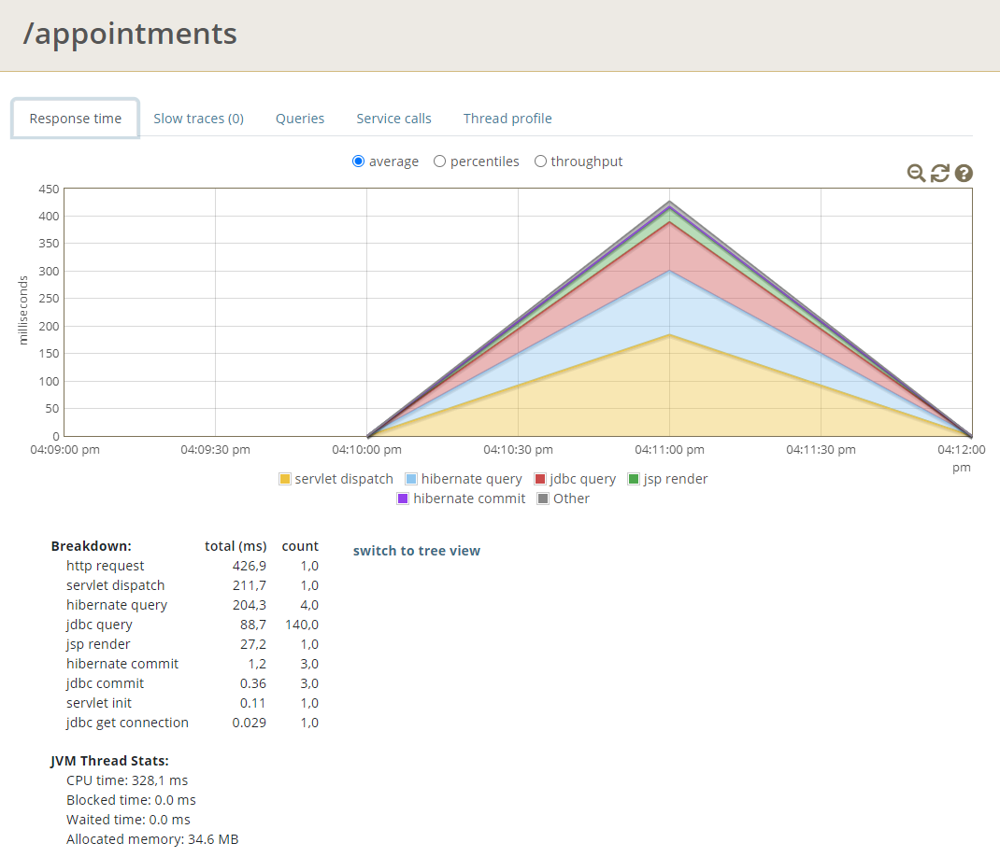 /appointments
Response time Slow traces (0) Queries Service calls Thread profile
average percentiles throughput
450
400
350
300
250
200
150
100
50
0
milliseconds
04:09:00 pm 04:09:30 pm 04:10:00 pm 04:10:30 pm 04:11:00 pm 04:11:30 pm 04:12:00 pm
servlet dispatch hibernate query jdbc query jsp render
hibernate commit Other
Breakdown: total (ms) count switch to tree view
http request 426,9 1,0
servlet dispatch 211,7 1,0
hibernate query 204,3 4,0
jdbc query 88,7 140,0
jsp render 27,2 1,0
hibernate commit 1,2 3,0
jdbc commit 0.36 3,0
servlet init 0.11 1,0
jdbc get connection 0.029 1,0
JVM Thread Stats:
CPU time: 328,1 ms
Blocked time: 0.0 ms
Waited time: 0.0 ms
Allocated memory: 34.6 MB